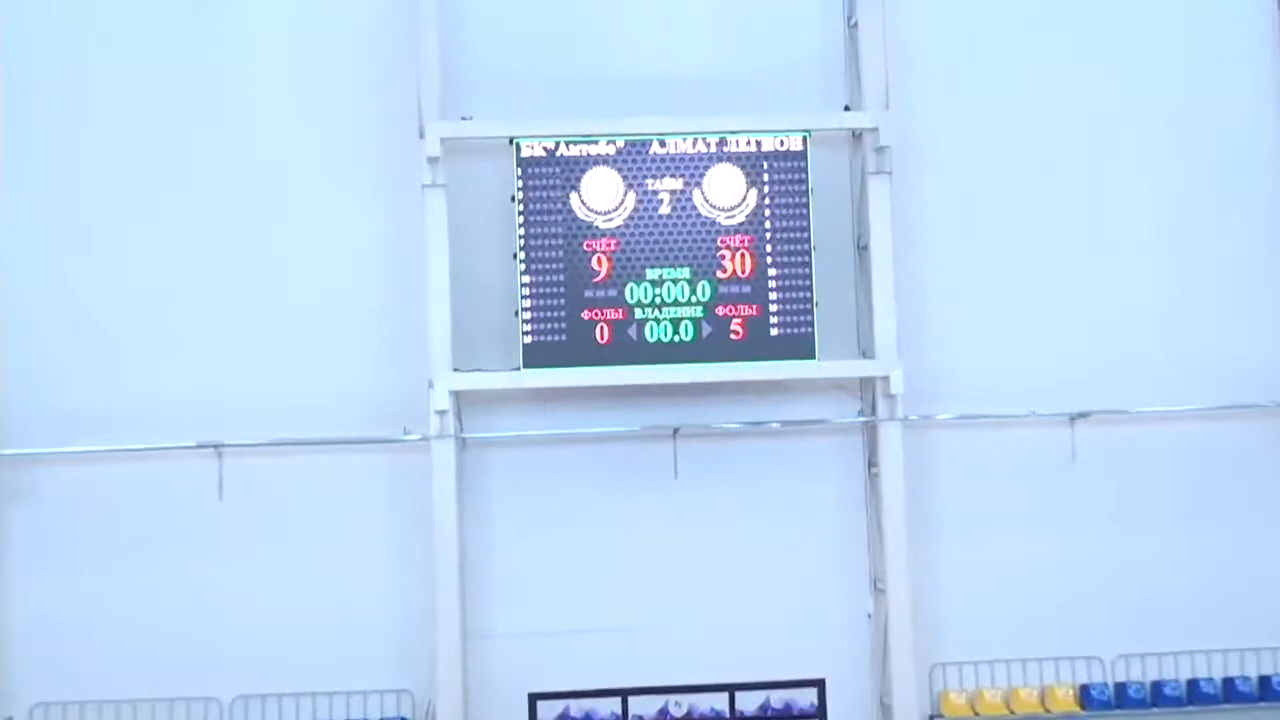 БК"Актобе" АЛМАТ ЛЕГИОН
ТАЙМ
2
СЧЁТ СЧЁТ
9 30
ВРЕМЯ
00:00.0
ФОЛЫ ВЛАДЕНИЕ ФОЛЫ
0 00.0 5